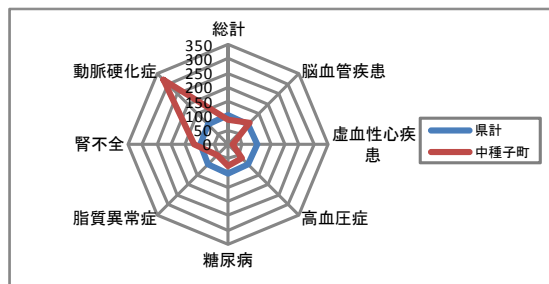 総計
350
300
250
200
150
100
50
0
脳血管疾患
虚血性心疾
患
高血圧症
糖尿病
脂質異常症
腎不全
動脈硬化症
県計
中種子町